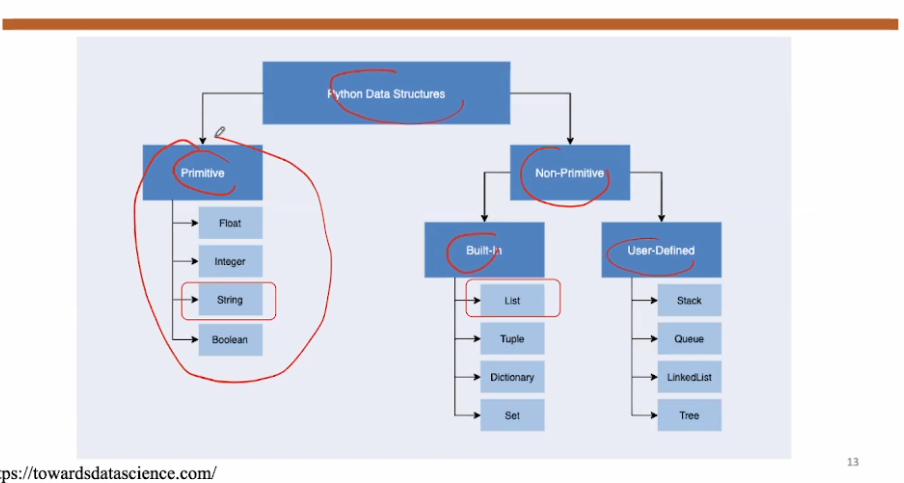 Python Data Structures
Primitive
Float
Integer
String
Boolean
Non-Primitive
Built-In
List
Tuple
Dictionary
Set
User-Defined
Stack
Queue
LinkedList
Tree
tps://towardsdatascience.com/
13